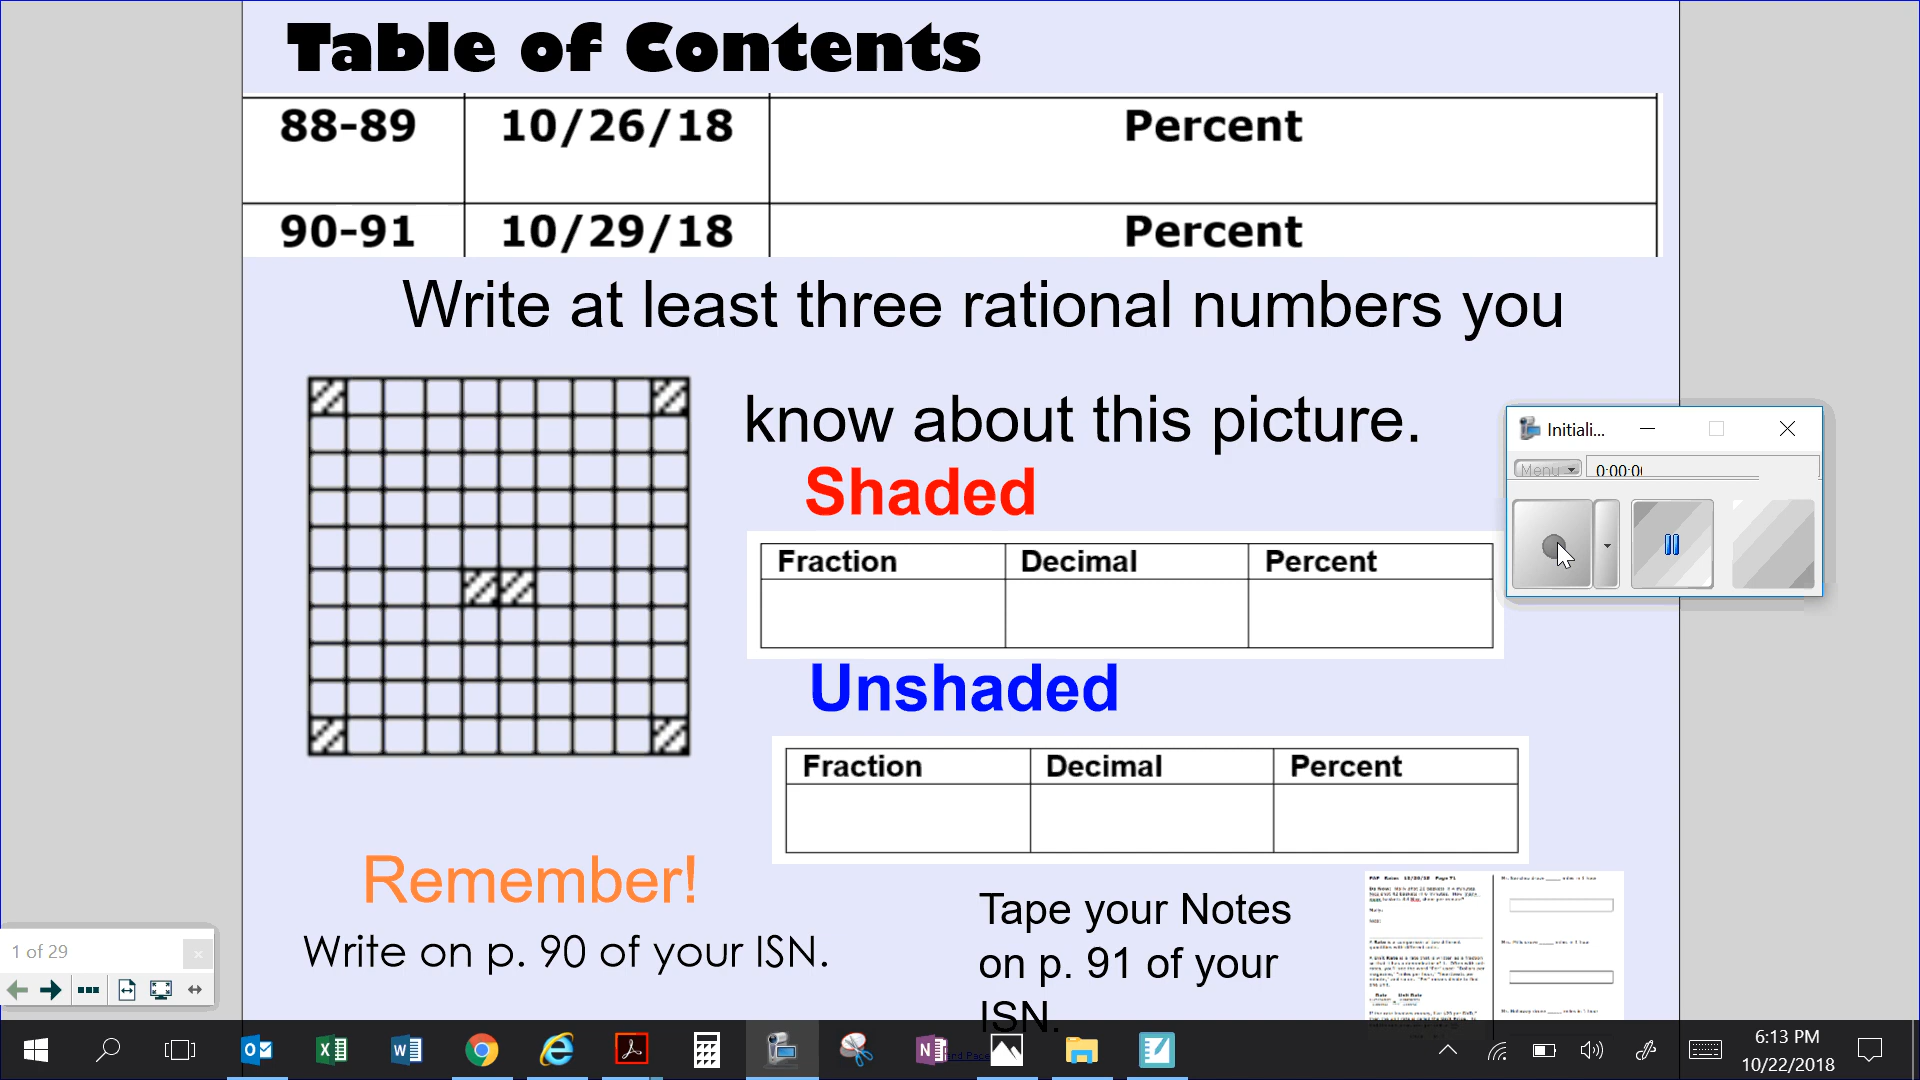 Table of Contents
88-89 10/26/18 Percent
90-91 10/29/18 Percent
Write at least three rational numbers you
know about this picture.
Shaded
Fraction Decimal Percent
Unshaded
Fraction Decimal Percent
Remember!
Write on p. 90 of your ISN.
Tape your Notes
on p. 91 of your
ISN.
Initiali...
Menu 0:00:0
1 of 29
6:13 PM
10/22/2018